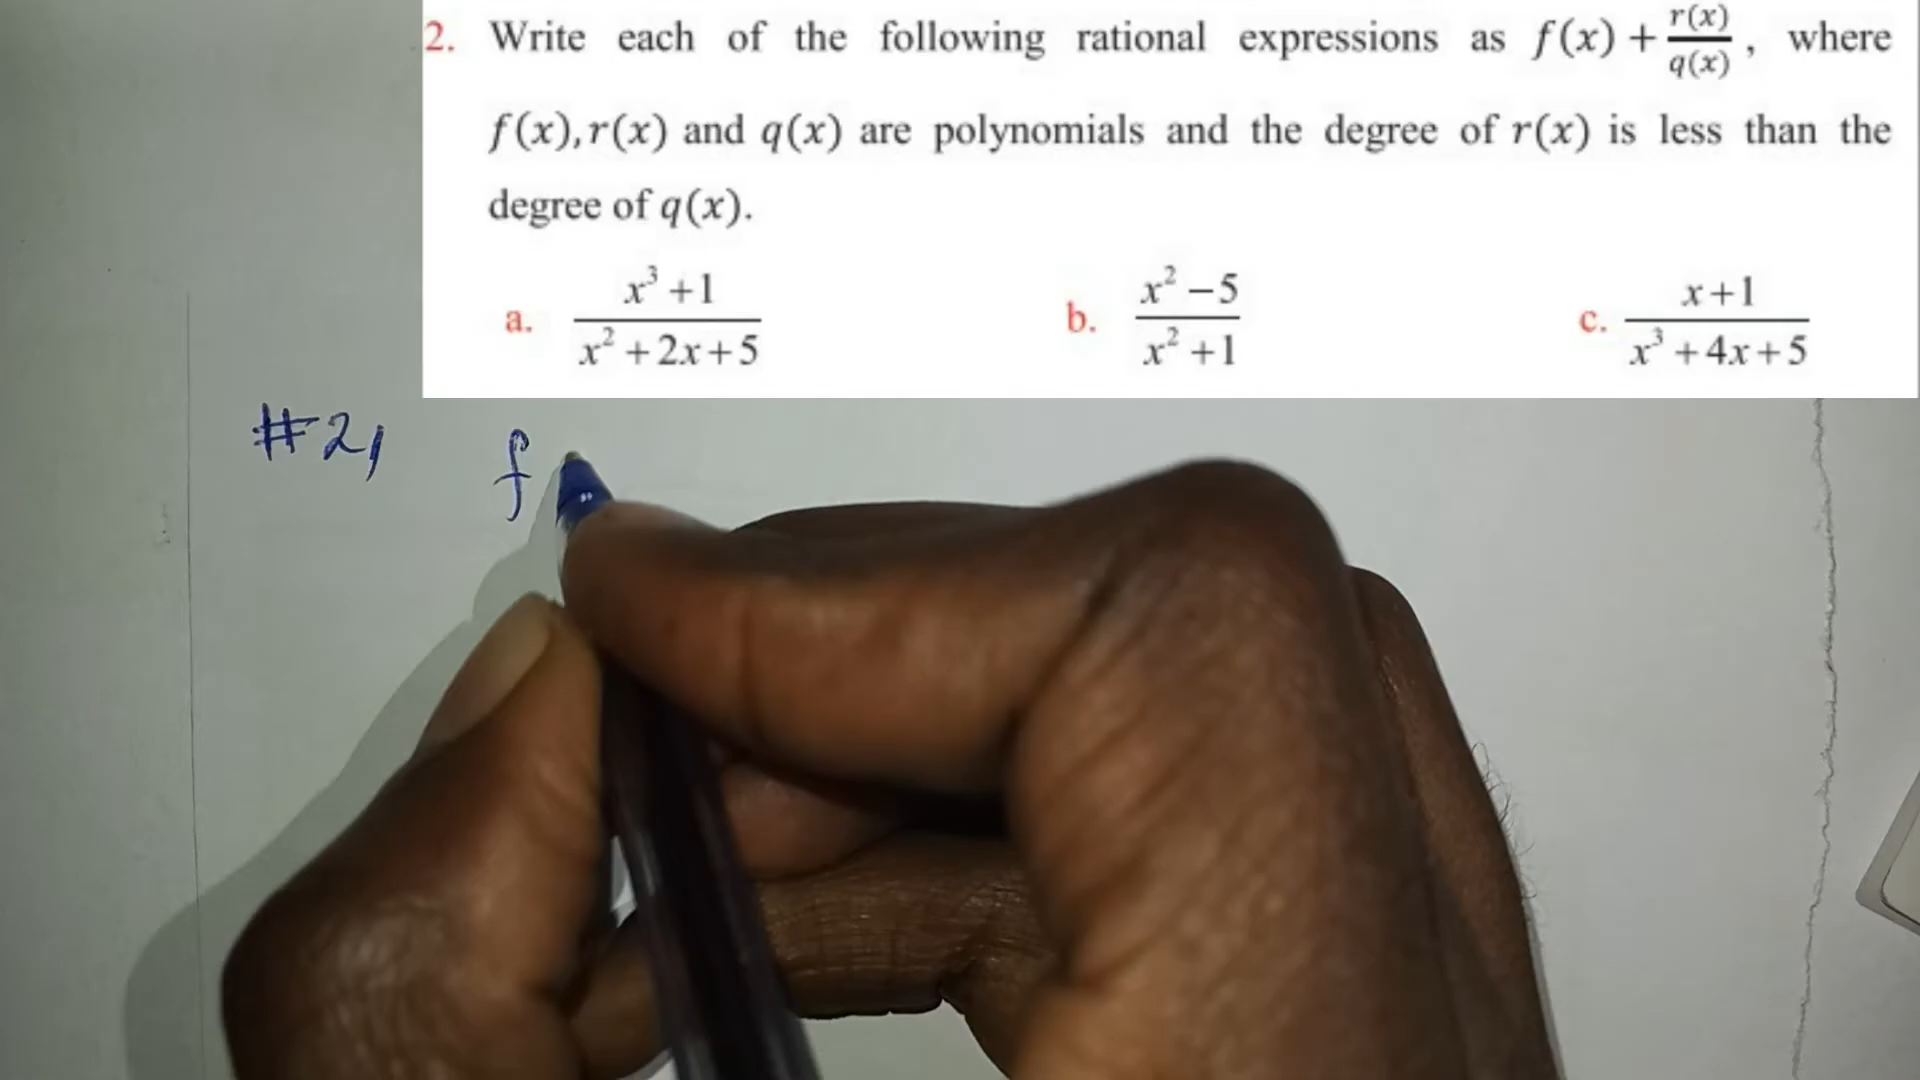 2. Write each of the following rational expressions as f(x) + r(x)/q(x), where
f(x), r(x) and q(x) are polynomials and the degree of r(x) is less than the
degree of q(x).
a. (x³ +1)/(x² +2x+5) b. (x² −5)/(x² +1) c. (x+1)/(x³ +4x+5)
#2, f